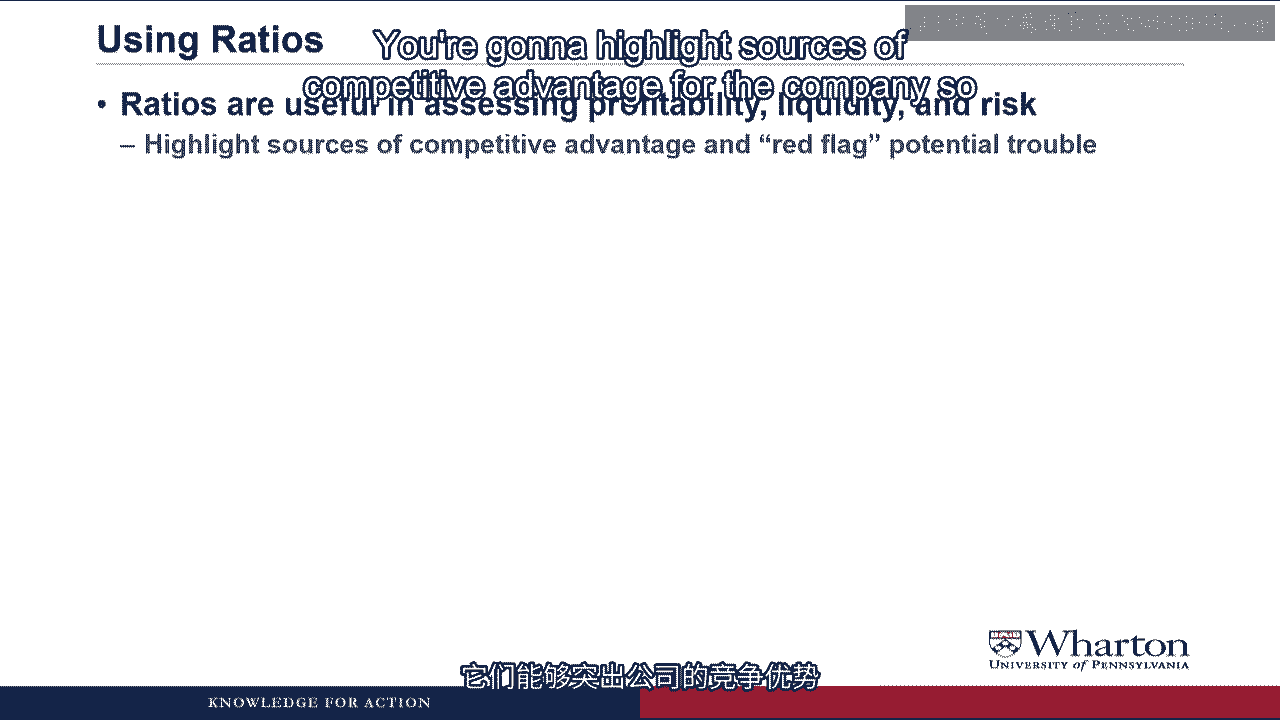 Using Ratios
You're gonna highlight sources of
competitive advantage for the company so
• Ratios are useful in assessing profitability, liquidity, and risk
– Highlight sources of competitive advantage and “red flag” potential trouble
Wharton
UNIVERSITY of PENNSYLVANIA
它们能够突出公司的竞争优势
KNOWLEDGE FOR ACTION